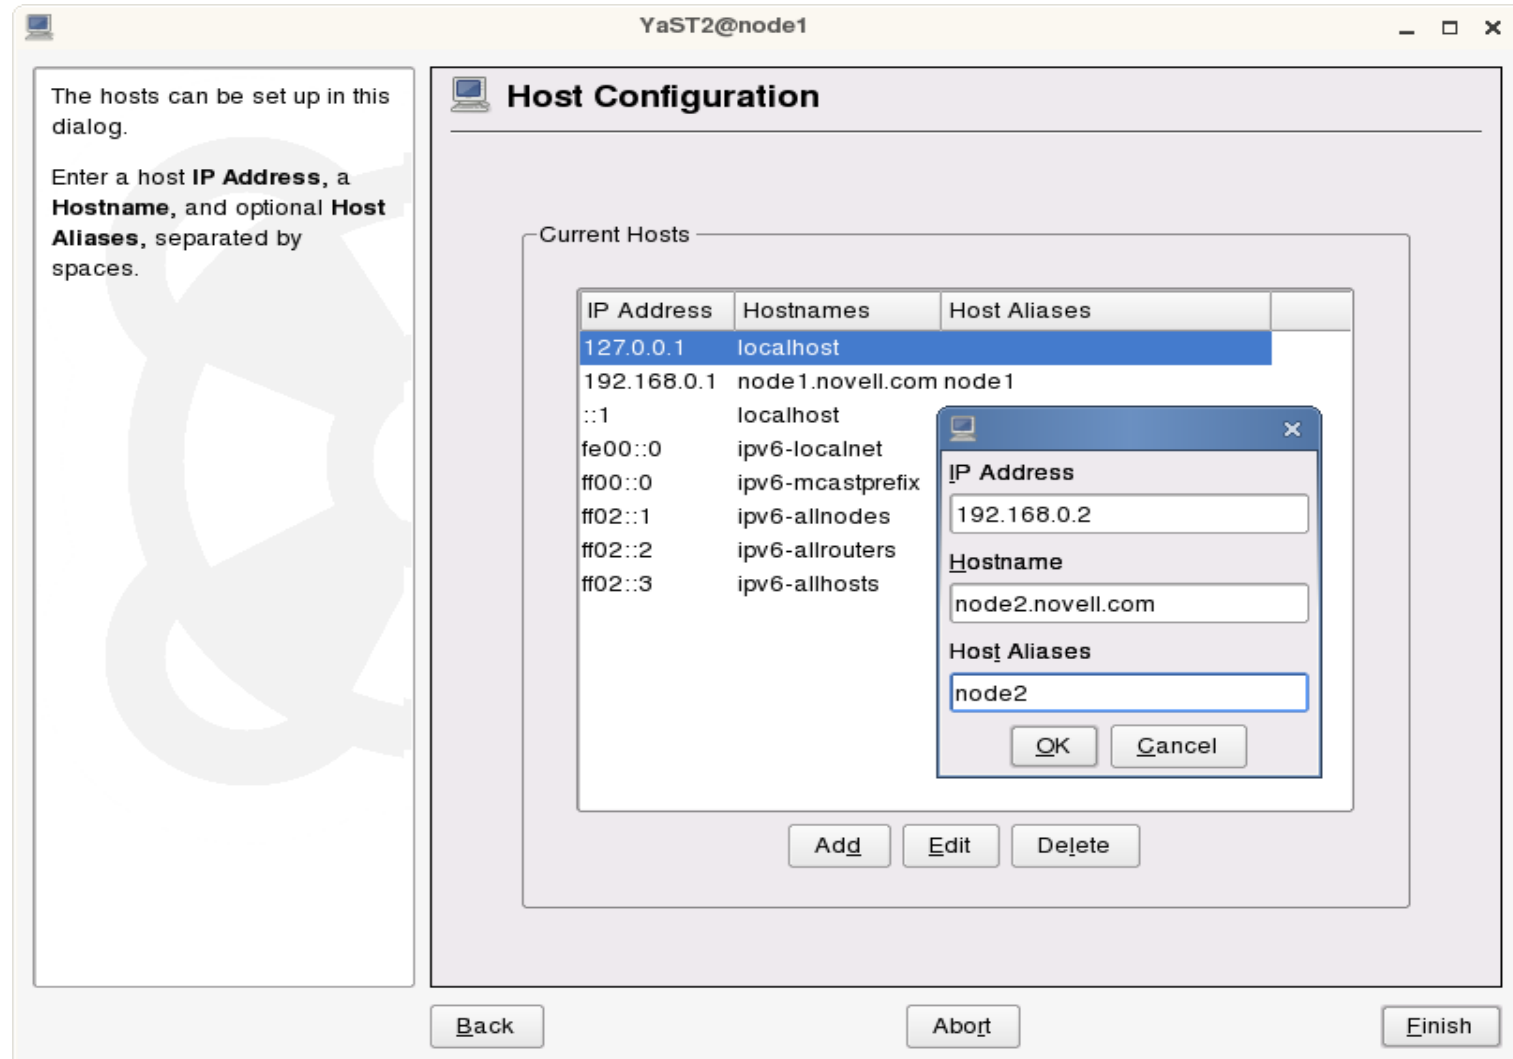 YaST2@node1
The hosts can be set up in this
dialog.
Enter a host IP Address, a
Hostname, and optional Host
Aliases, separated by
spaces.
Host Configuration
Current Hosts
IP Address Hostnames Host Aliases
127.0.0.1 localhost
192.168.0.1 node1.novell.com node1
::1 localhost
fe00::0 ipv6-localnet
ff00::0 ipv6-mcastprefix
ff02::1 ipv6-allnodes
ff02::2 ipv6-allrouters
ff02::3 ipv6-allhosts
IP Address
192.168.0.2
Hostname
node2.novell.com
Host Aliases
node2
OK Cancel
Add Edit Delete
Back Abort Finish